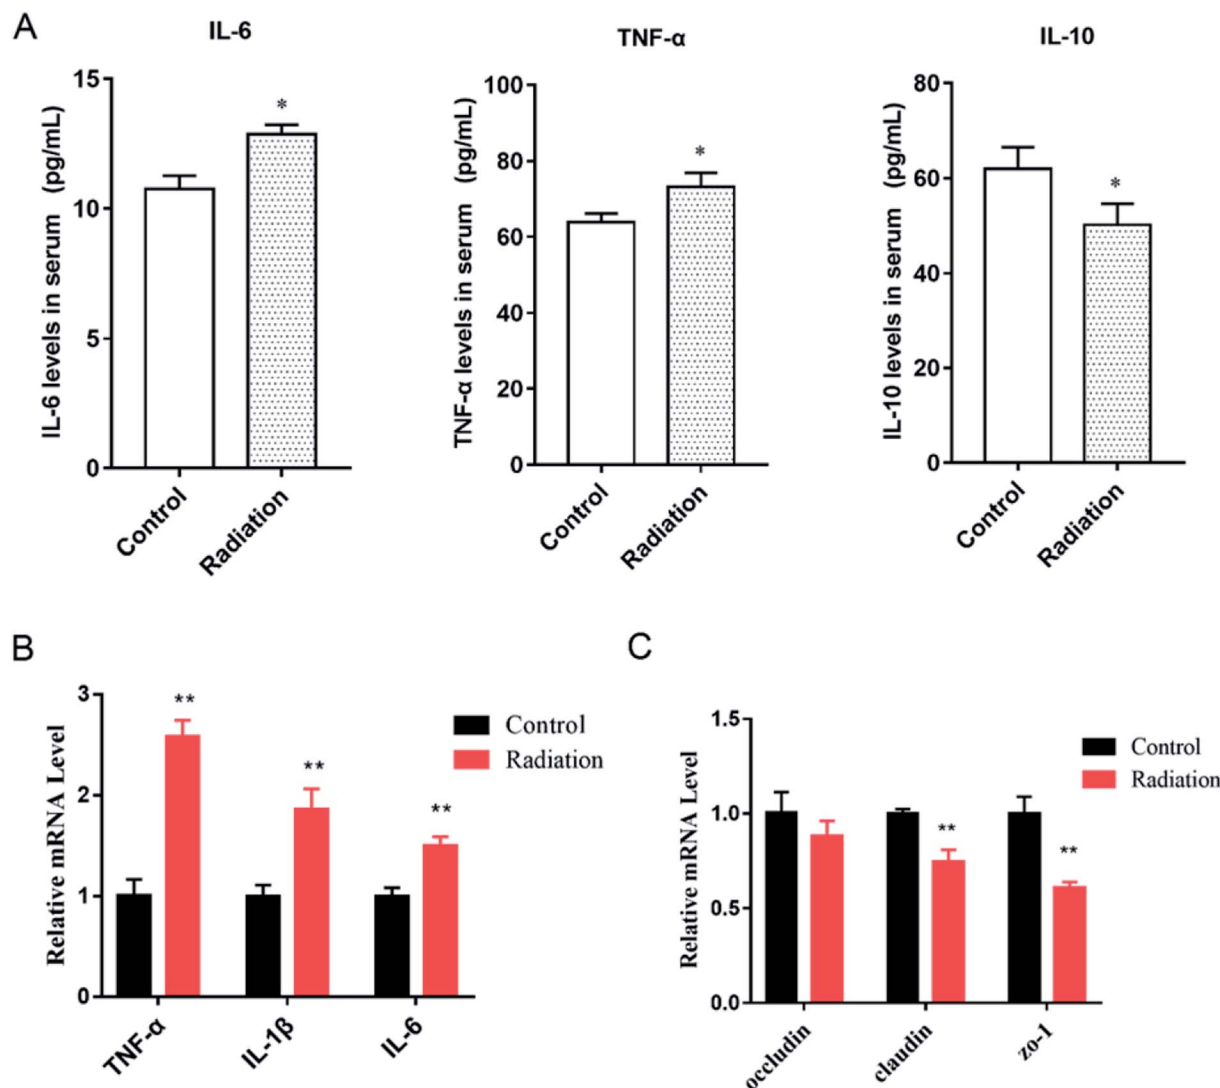 A
IL-6
IL-6 levels in serum (pg/mL)
15
10
5
0
*
Control
Radiation
TNF-α
TNF-α levels in serum (pg/mL)
100
80
60
40
20
0
*
Control
Radiation
IL-10
IL-10 levels in serum (pg/mL)
80
60
40
20
0
*
Control
Radiation
B
Relative mRNA Level
3
2
1
0
**
**
**
Control
Radiation
TNF-α
IL-1β
IL-6
C
Relative mRNA Level
1.5
1.0
0.5
0.0
**
**
Control
Radiation
occludin
claudin
zo-1